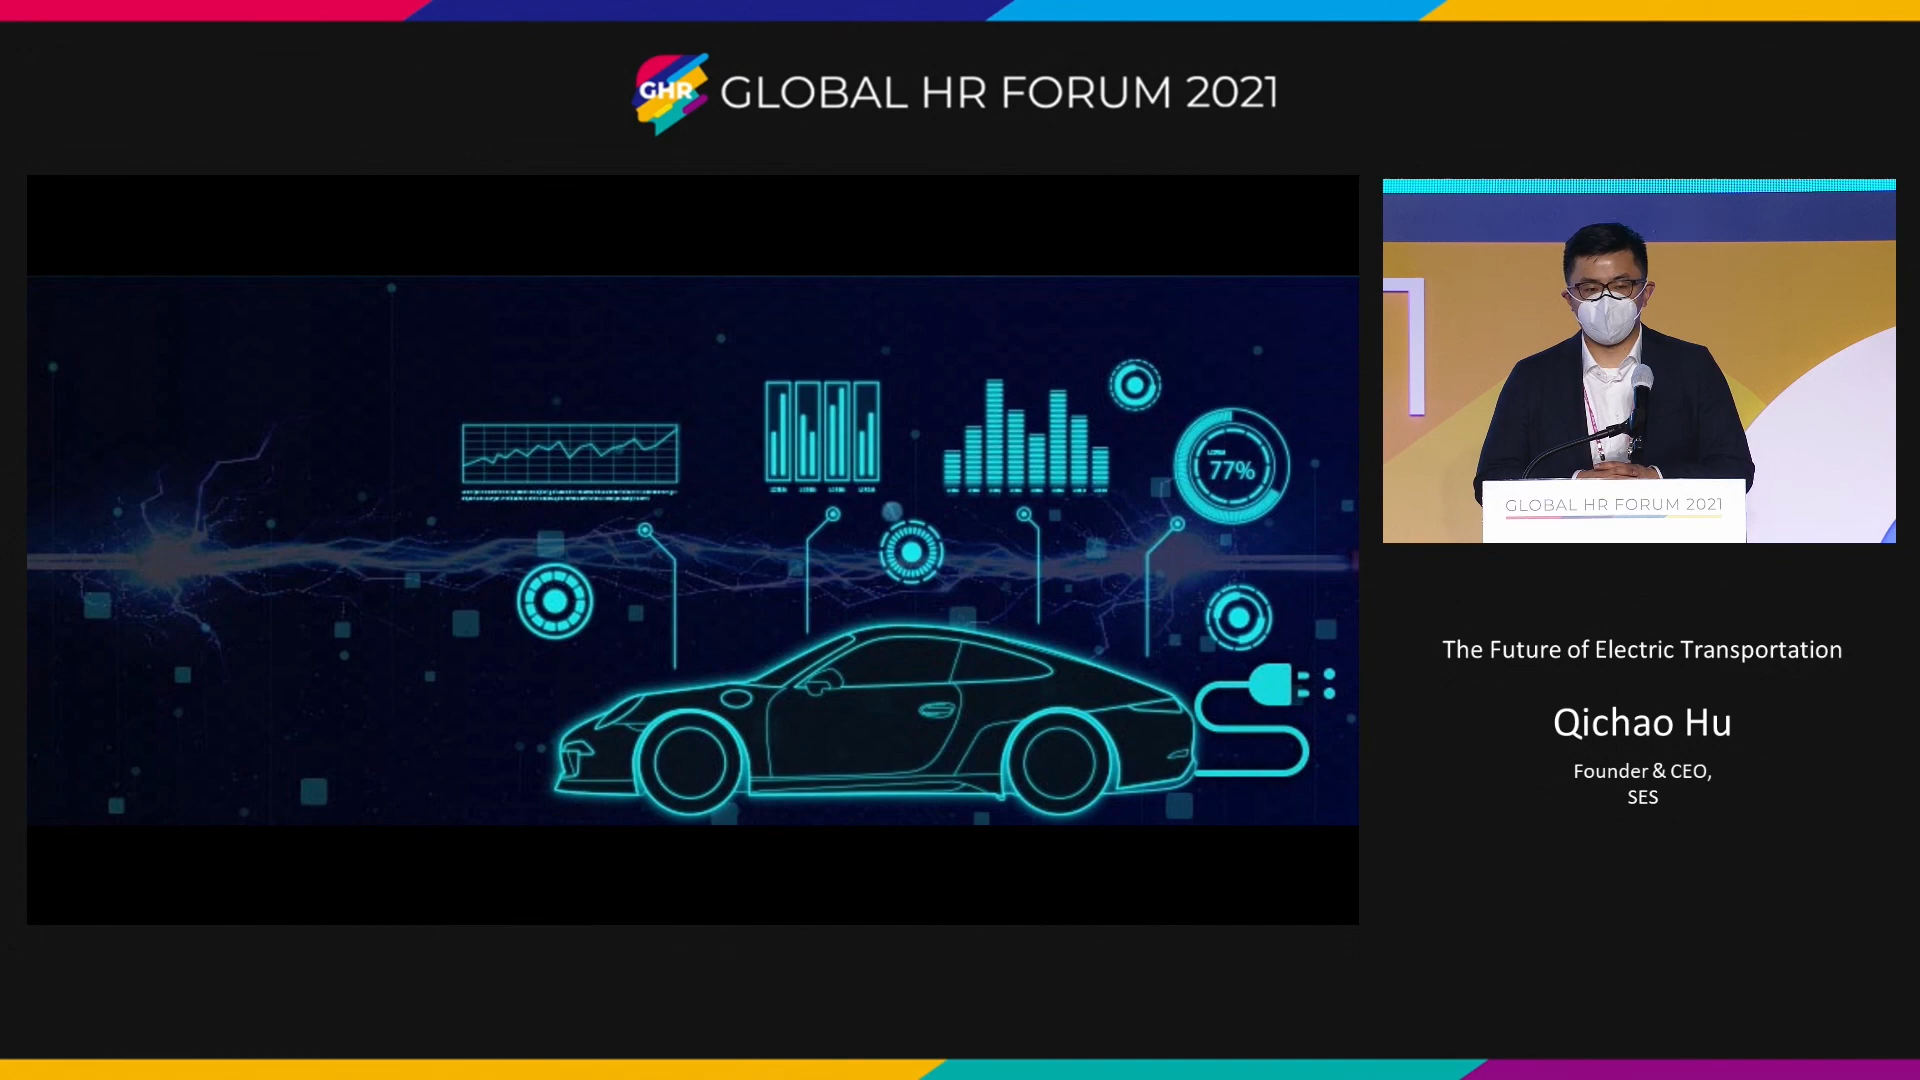 GHR
GLOBAL HR FORUM 2021
LOREM
77%
GLOBAL HR FORUM 2021
The Future of Electric Transportation
Qichao Hu
Founder & CEO,
SES